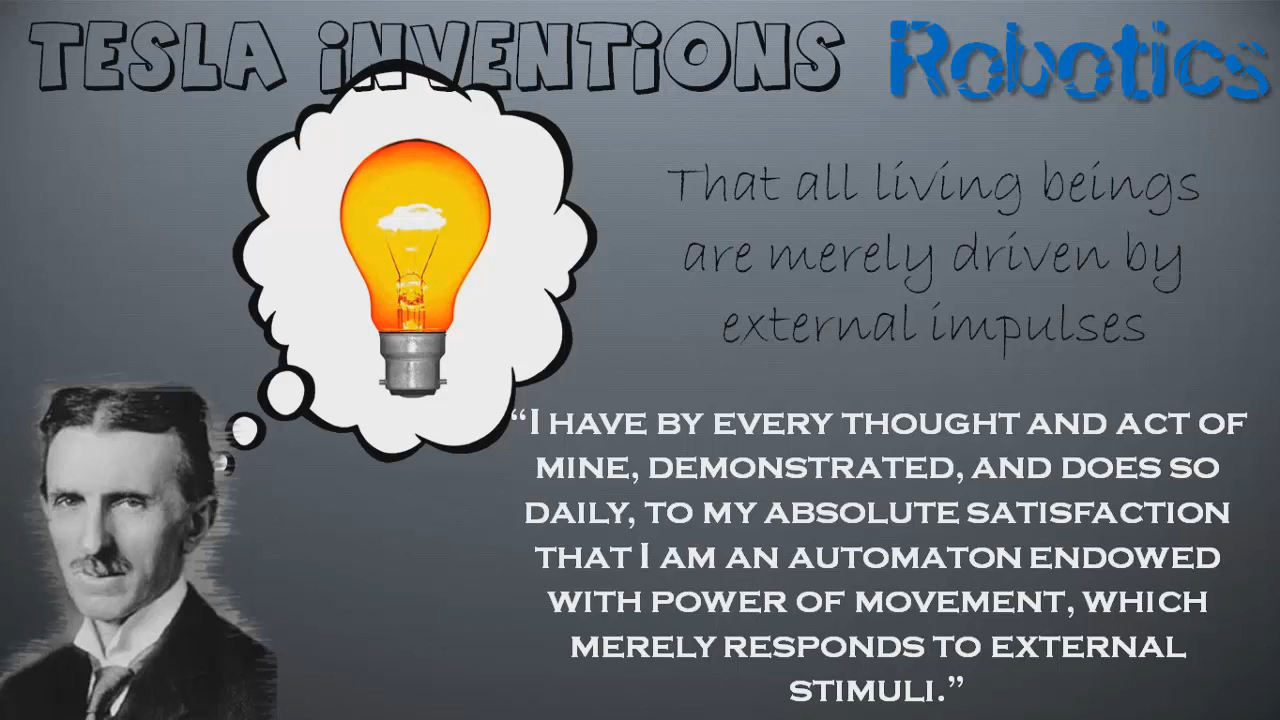 TESLA INVENTIONS Robotics
That all living beings
are merely driven by
external impulses
“I HAVE BY EVERY THOUGHT AND ACT OF
MINE, DEMONSTRATED, AND DOES SO
DAILY, TO MY ABSOLUTE SATISFACTION
THAT I AM AN AUTOMATON ENDOWED
WITH POWER OF MOVEMENT, WHICH
MERELY RESPONDS TO EXTERNAL
STIMULI.”